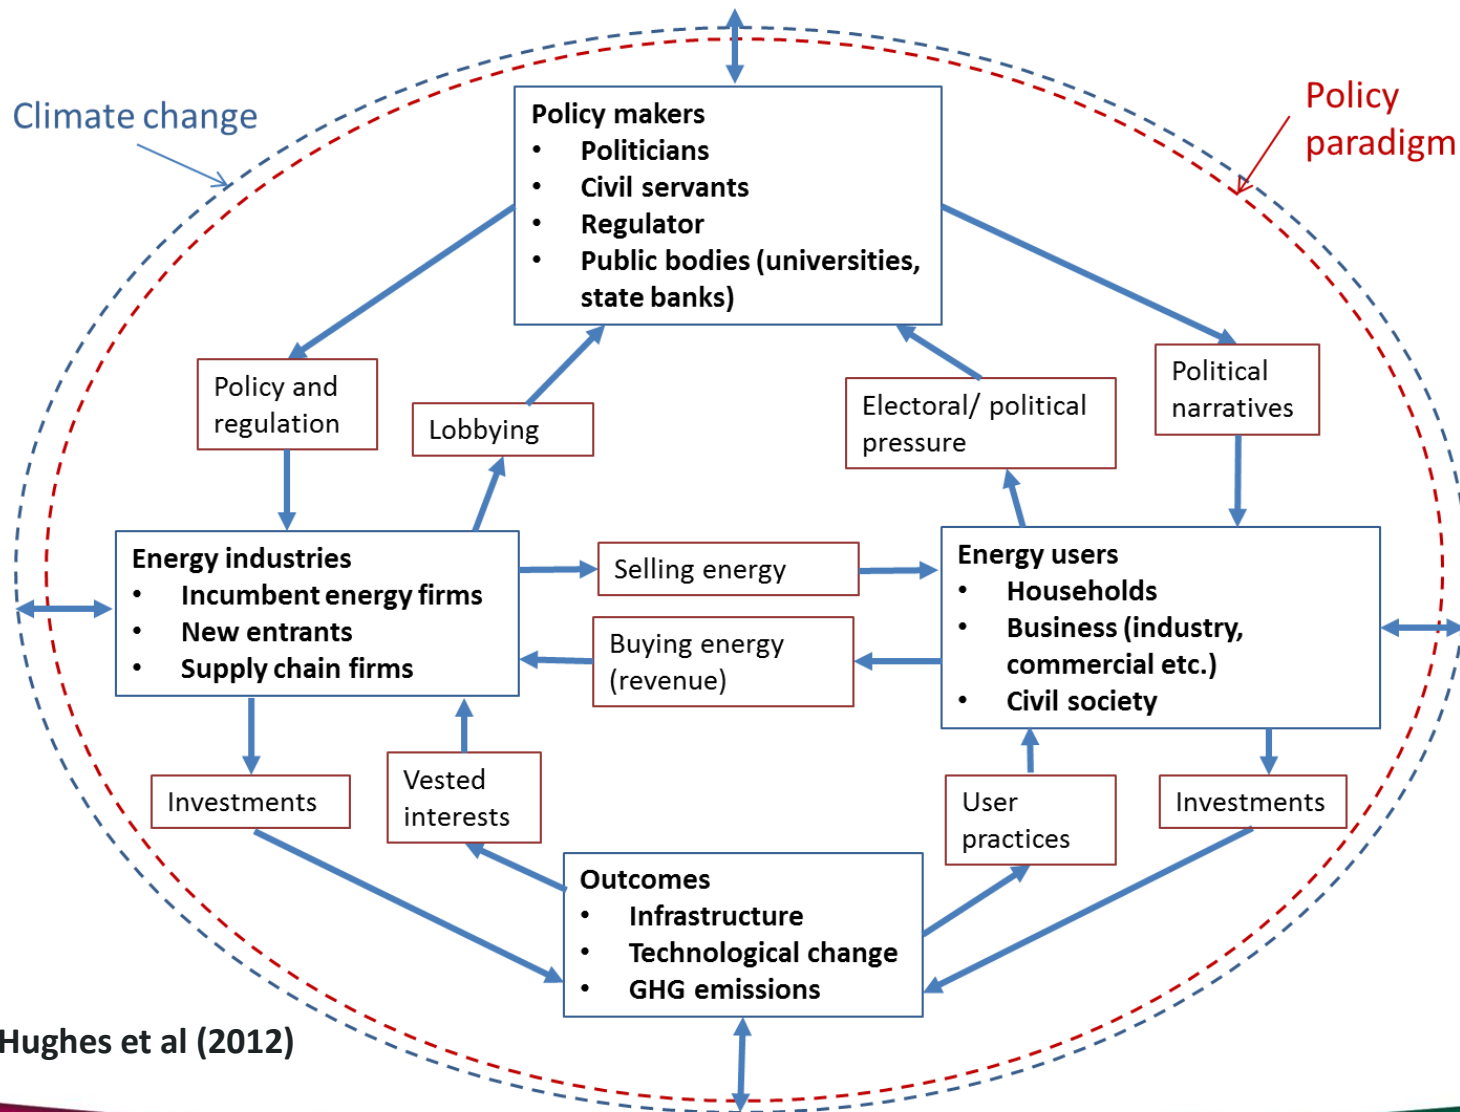 Climate change
Policy
paradigm
Policy makers
• Politicians
• Civil servants
• Regulator
• Public bodies (universities,
state banks)
Policy and
regulation
Lobbying
Electoral/ political
pressure
Political
narratives
Energy industries
• Incumbent energy firms
• New entrants
• Supply chain firms
Selling energy
Buying energy
(revenue)
Energy users
• Households
• Business (industry,
commercial etc.)
• Civil society
Investments
Vested
interests
User
practices
Investments
Outcomes
• Infrastructure
• Technological change
• GHG emissions
Hughes et al (2012)